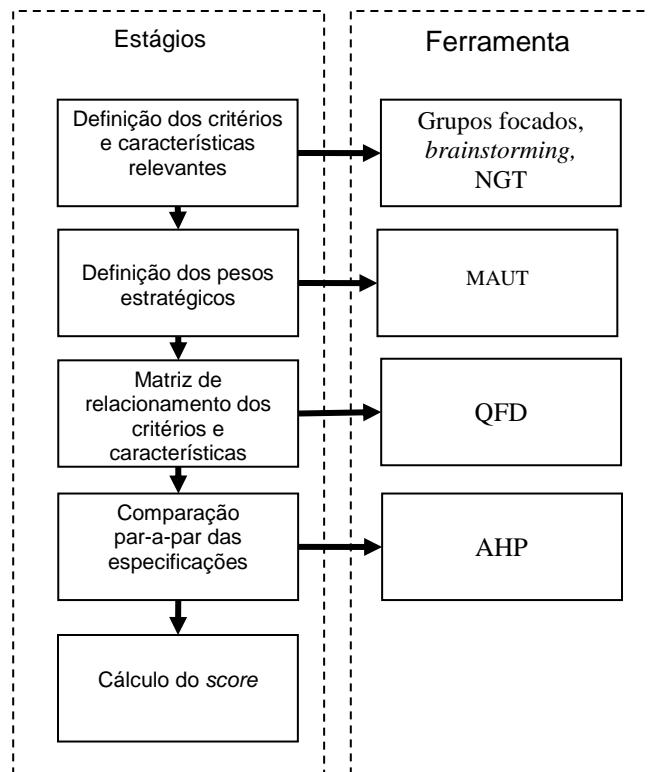 Estágios
Ferramenta
Definição dos critérios
e características
relevantes
Grupos focados,
brainstorming,
NGT
Definição dos pesos
estratégicos
MAUT
Matriz de
relacionamento dos
critérios e
características
QFD
Comparação
par-a-par das
especificações
AHP
Cálculo do score